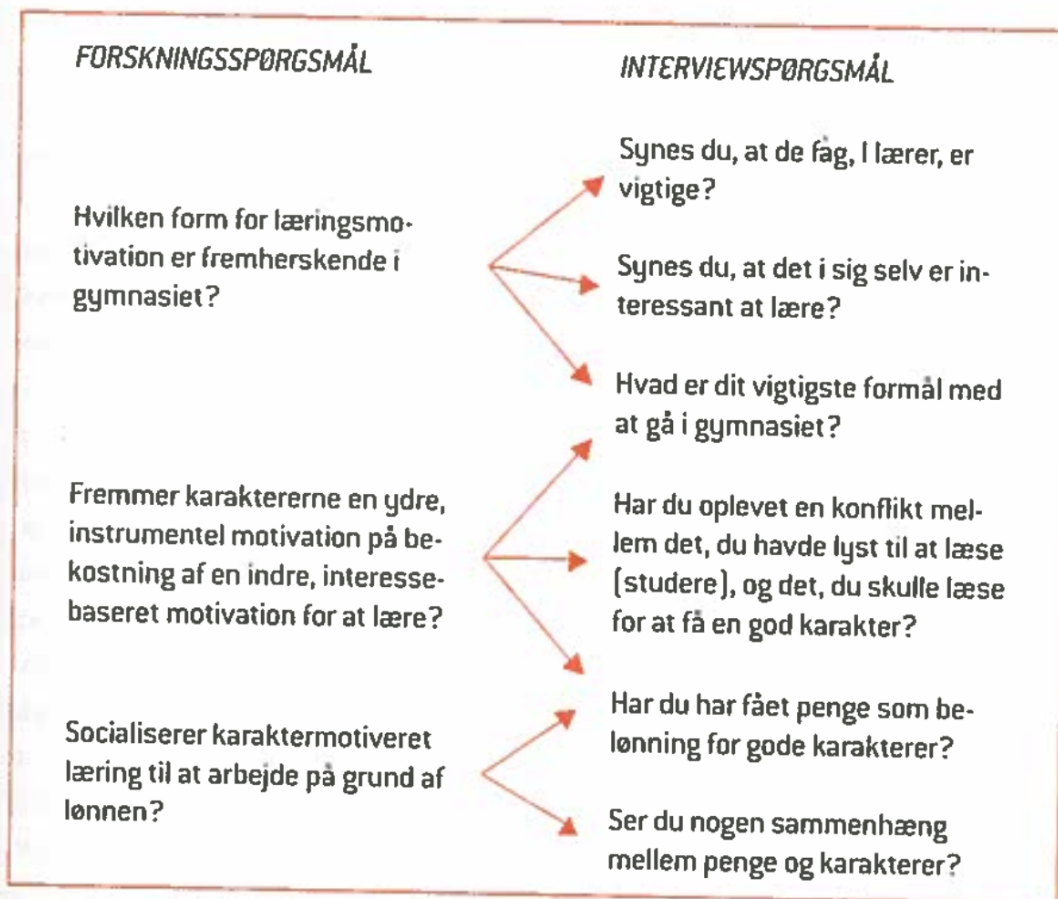 FORSKNINGSSPØRGSMÅL
Hvilken form for læringsmo-
tivation er fremherskende i
gymnasiet?
Fremmer karaktererne en ydre,
instrumentel motivation på be-
kostning af en indre, interesse-
baseret motivation for at lære?
Socialiserer karaktermotiveret
læring til at arbejde på grund af
lønnen?
INTERVIEWSPØRGSMÅL
Synes du, at de fag, I lærer, er
vigtige?
Synes du, at det i sig selv er in-
teressant at lære?
Hvad er dit vigtigste formål med
at gå i gymnasiet?
Har du oplevet en konflikt mel-
lem det, du havde lyst til at læse
(studere), og det, du skulle læse
for at få en god karakter?
Har du har fået penge som be-
lønning for gode karakterer?
Ser du nogen sammenhæng
mellem penge og karakterer?